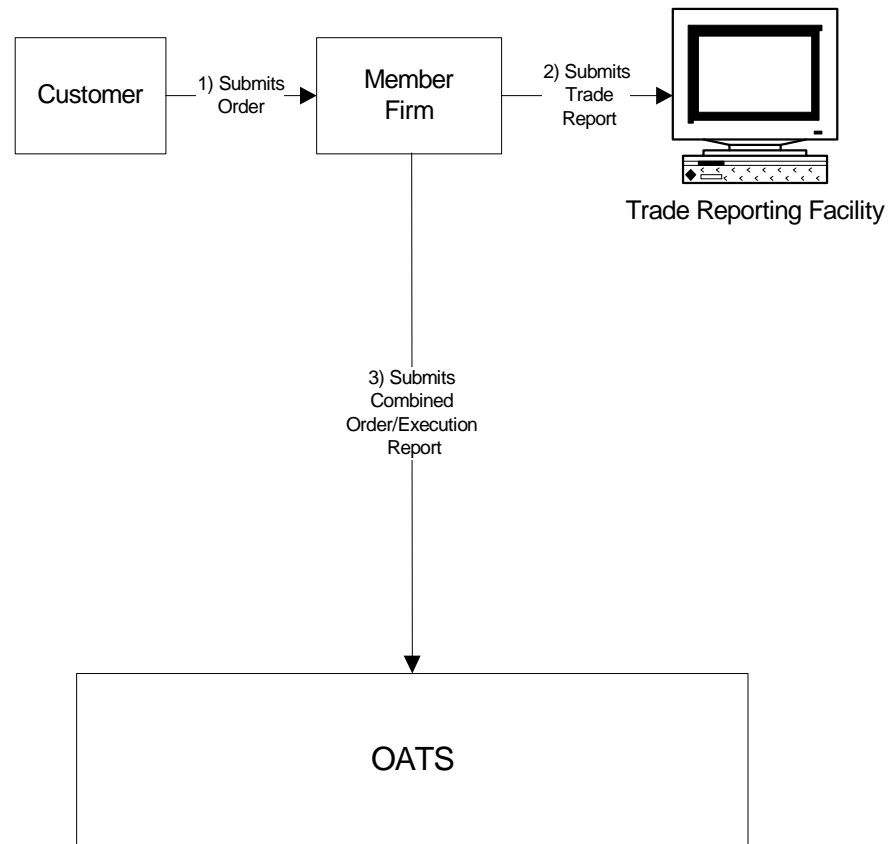 Customer
1) Submits
Order
Member
Firm
2) Submits
Trade
Report
Trade Reporting Facility
3) Submits
Combined
Order/Execution
Report
OATS